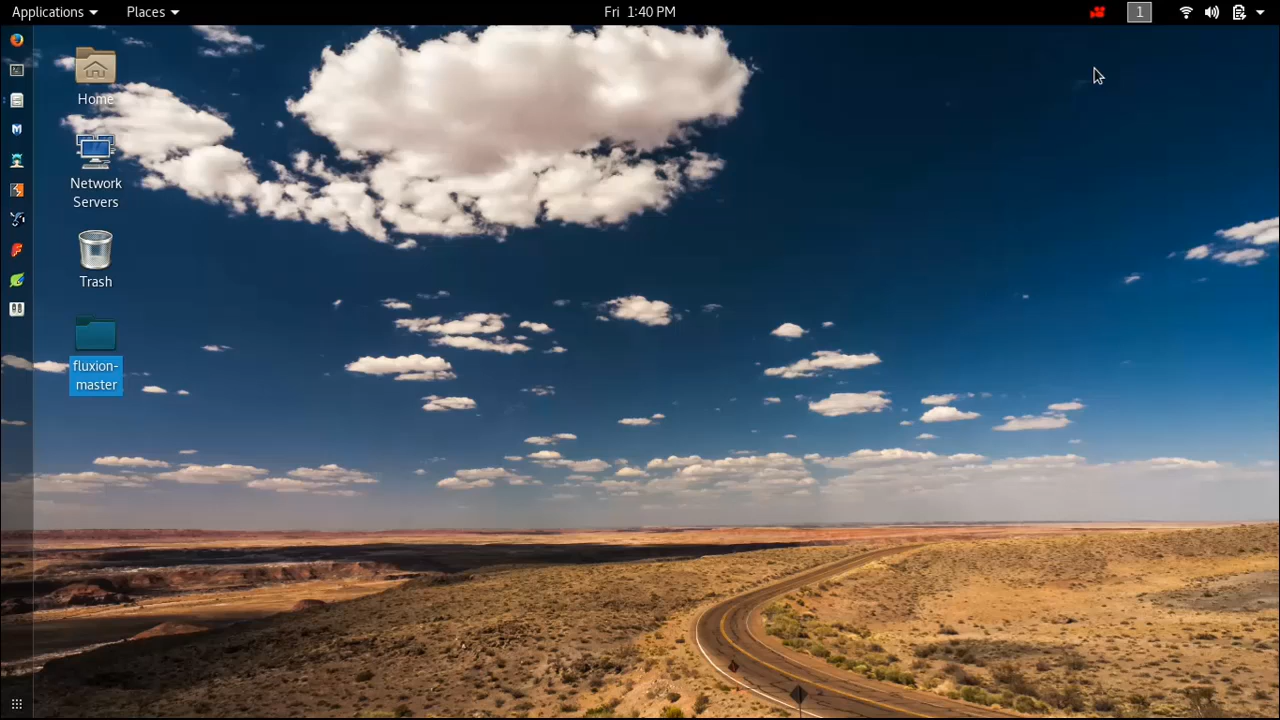 Applications
Places
Fri 1:40 PM
1
Home
Network
Servers
Trash
fluxion-
master